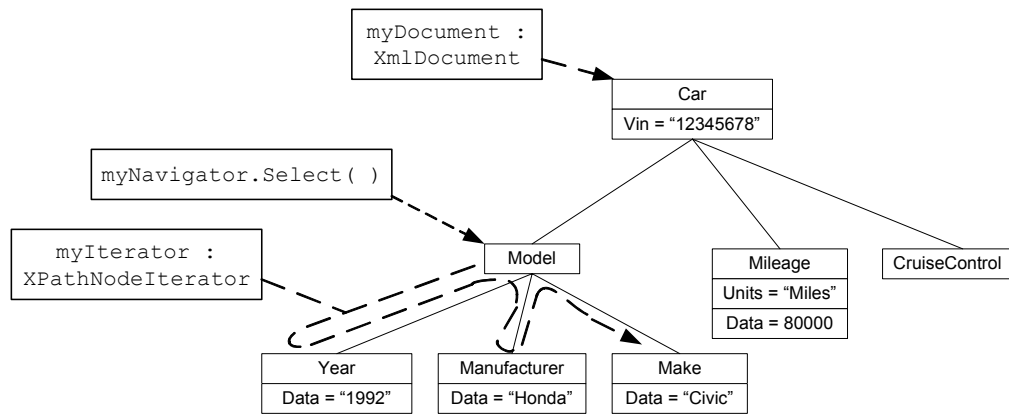 myDocument :
XmlDocument
Car
Vin = “12345678”
myNavigator.Select( )
myIterator :
XPathNodeIterator
Model
Mileage
Units = “Miles”
Data = 80000
CruiseControl
Year
Data = “1992”
Manufacturer
Data = “Honda”
Make
Data = “Civic”